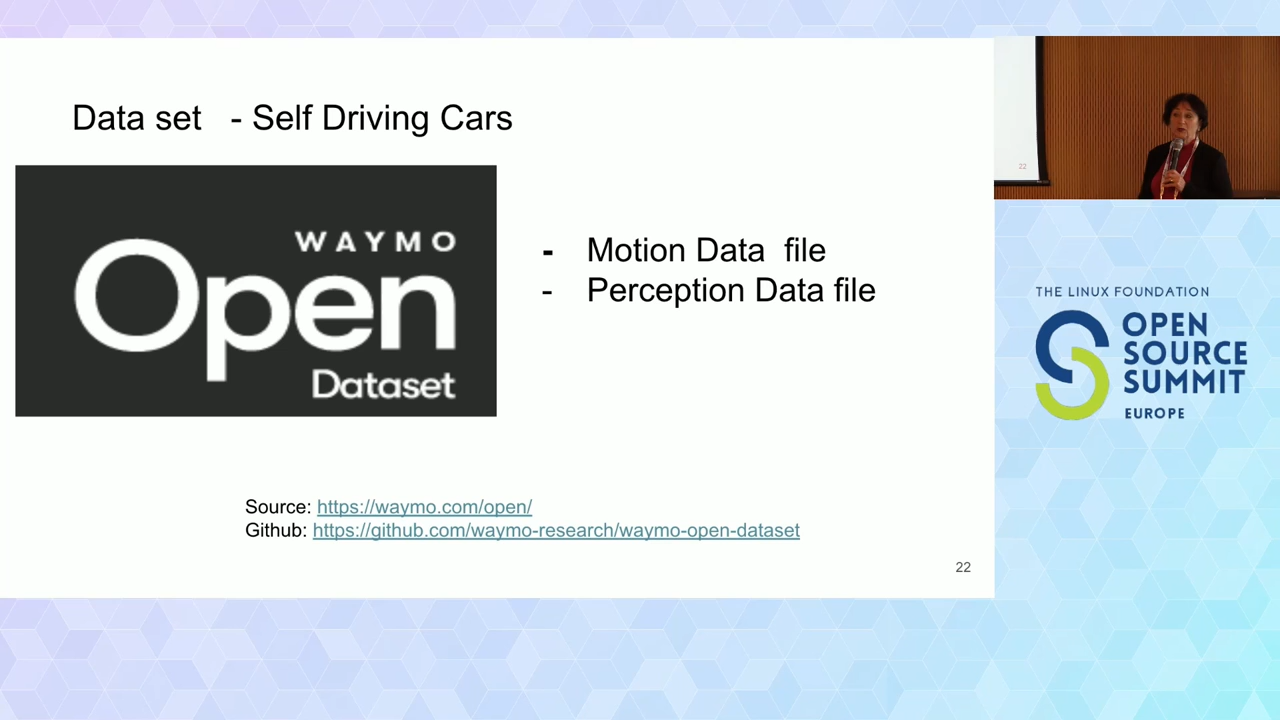 Data set - Self Driving Cars
WAYMO
Open
Dataset
- Motion Data file
- Perception Data file
Source: https://waymo.com/open/
Github: https://github.com/waymo-research/waymo-open-dataset
22
22
THE LINUX FOUNDATION
OPEN
SOURCE
SUMMIT
EUROPE